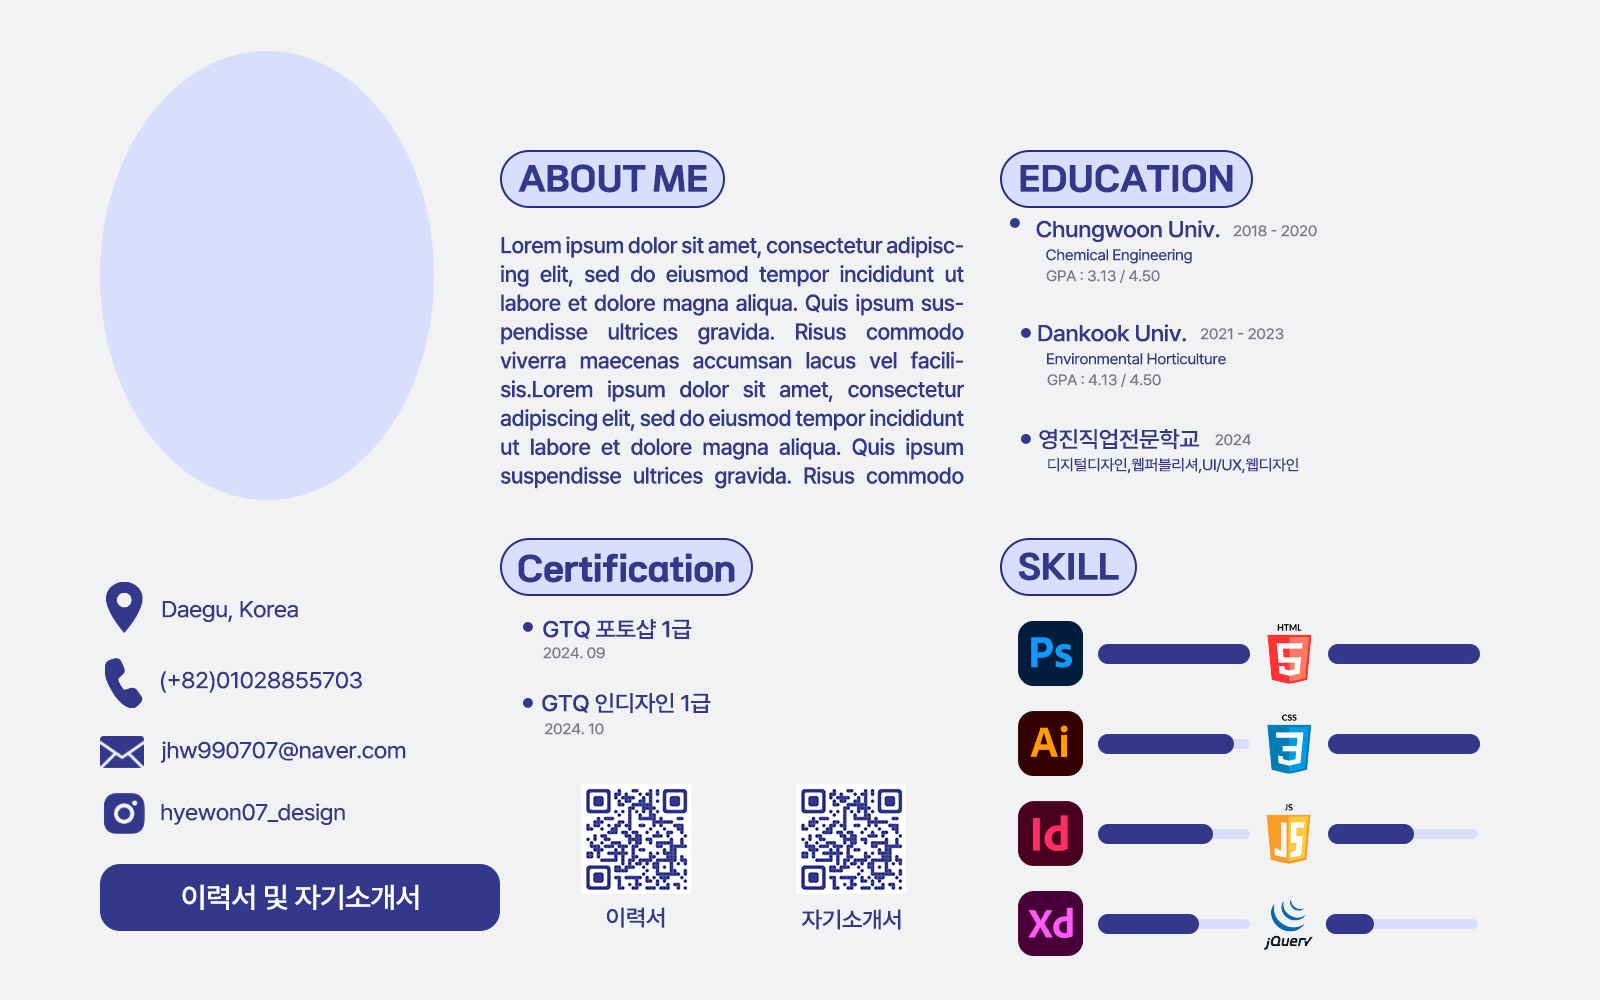 ABOUT ME
Lorem ipsum dolor sit amet, consectetur adipisc-
ing elit, sed do eiusmod tempor incididunt ut
labore et dolore magna aliqua. Quis ipsum sus-
pendisse ultrices gravida. Risus commodo
viverra maecenas accumsan lacus vel facili-
sis.Lorem ipsum dolor sit amet, consectetur
adipiscing elit, sed do eiusmod tempor incididunt
ut labore et dolore magna aliqua. Quis ipsum
suspendisse ultrices gravida. Risus commodo
EDUCATION
Chungwoon Univ. 2018 - 2020
Chemical Engineering
GPA : 3.13 / 4.50
Dankook Univ. 2021 - 2023
Environmental Horticulture
GPA : 4.13 / 4.50
영진직업전문학교 2024
디지털디자인,웹퍼블리셔,UI/UX,웹디자인
Daegu, Korea
(+82)01028855703
jhw990707@naver.com
hyewon07_design
이력서 및 자기소개서
Certification
GTQ 포토샵 1급
2024. 09
GTQ 인디자인 1급
2024. 10
이력서
자기소개서
SKILL
Ps
HTML
5
Ai
CSS
3
Id
JS
JS
Xd
jQuery